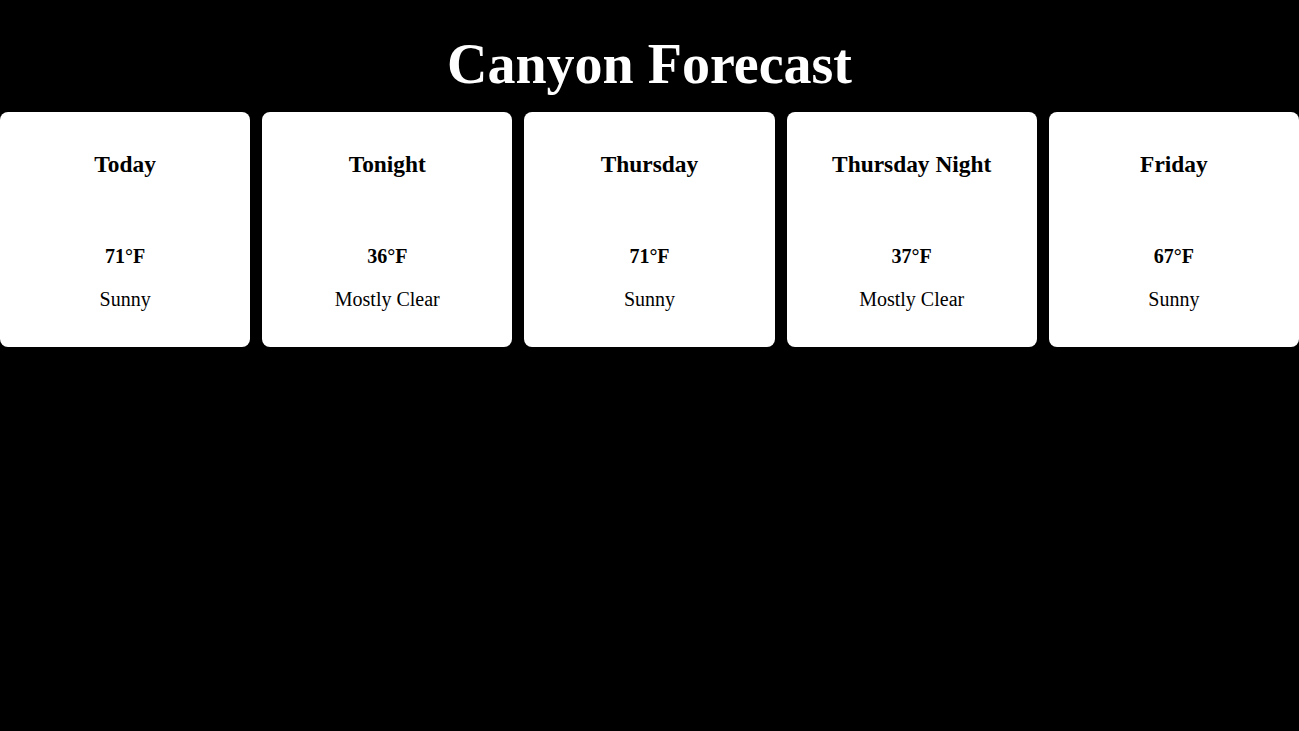 Canyon Forecast
Today
71°F
Sunny
Tonight
36°F
Mostly Clear
Thursday
71°F
Sunny
Thursday Night
37°F
Mostly Clear
Friday
67°F
Sunny